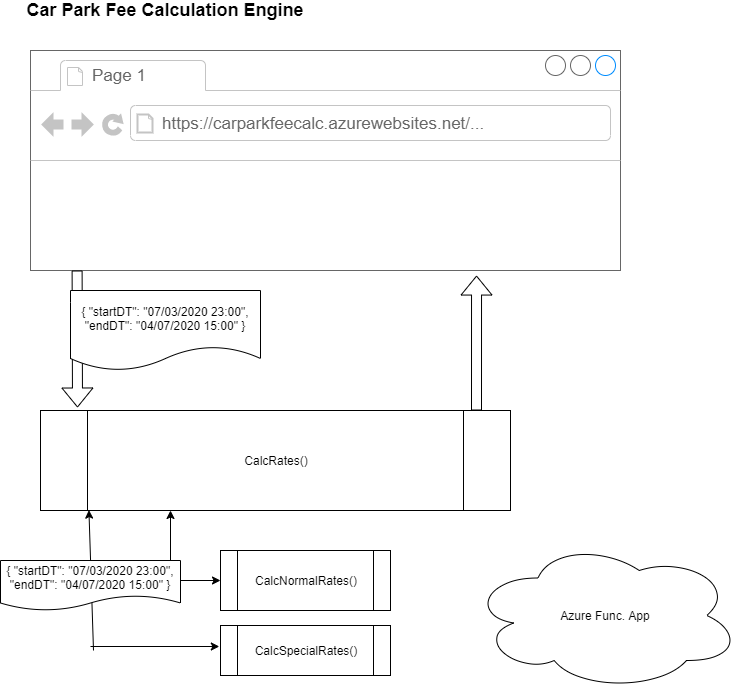 Car Park Fee Calculation Engine
Page 1
https://carparkfeecalc.azurewebsites.net/...
{ "startDT": "07/03/2020 23:00",
"endDT": "04/07/2020 15:00" }
CalcRates()
{ "startDT": "07/03/2020 23:00",
"endDT": "04/07/2020 15:00" }
CalcNormalRates()
Azure Func. App
CalcSpecialRates()